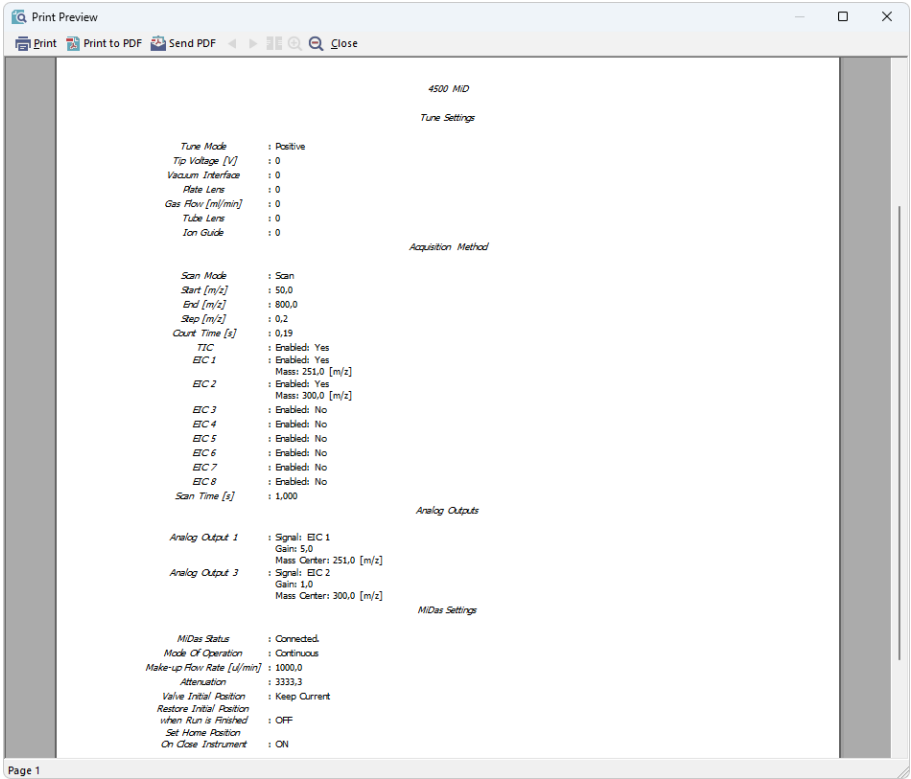 Print Preview
Print Print to PDF Send PDF Close
4500 MiD
Tune Settings
Tune Mode : Positive
Tip Voltage [V] : 0
Vacuum Interface : 0
Plate Lens : 0
Gas Flow [ml/min] : 0
Tube Lens : 0
Ion Guide : 0
Acquisition Method
Scan Mode : Scan
Start [m/z] : 50,0
End [m/z] : 800,0
Step [m/z] : 0,2
Count Time [s] : 0,19
TIC : Enabled: Yes
EIC 1 : Enabled: Yes
Mass: 251,0 [m/z]
EIC 2 : Enabled: Yes
Mass: 300,0 [m/z]
EIC 3 : Enabled: No
EIC 4 : Enabled: No
EIC 5 : Enabled: No
EIC 6 : Enabled: No
EIC 7 : Enabled: No
EIC 8 : Enabled: No
Scan Time [s] : 1,000
Analog Outputs
Analog Output 1 : Signal: EIC 1
Gain: 5,0
Mass Center: 251,0 [m/z]
Analog Output 3 : Signal: EIC 2
Gain: 1,0
Mass Center: 300,0 [m/z]
MiDas Settings
MiDas Status : Connected.
Mode Of Operation : Continuous
Make-up Flow Rate [ul/min] : 1000,0
Attenuation : 3333,3
Valve Initial Position : Keep Current
Restore Initial Position
when Run is Finished : OFF
Set Home Position
On Close Instrument : ON
Page 1